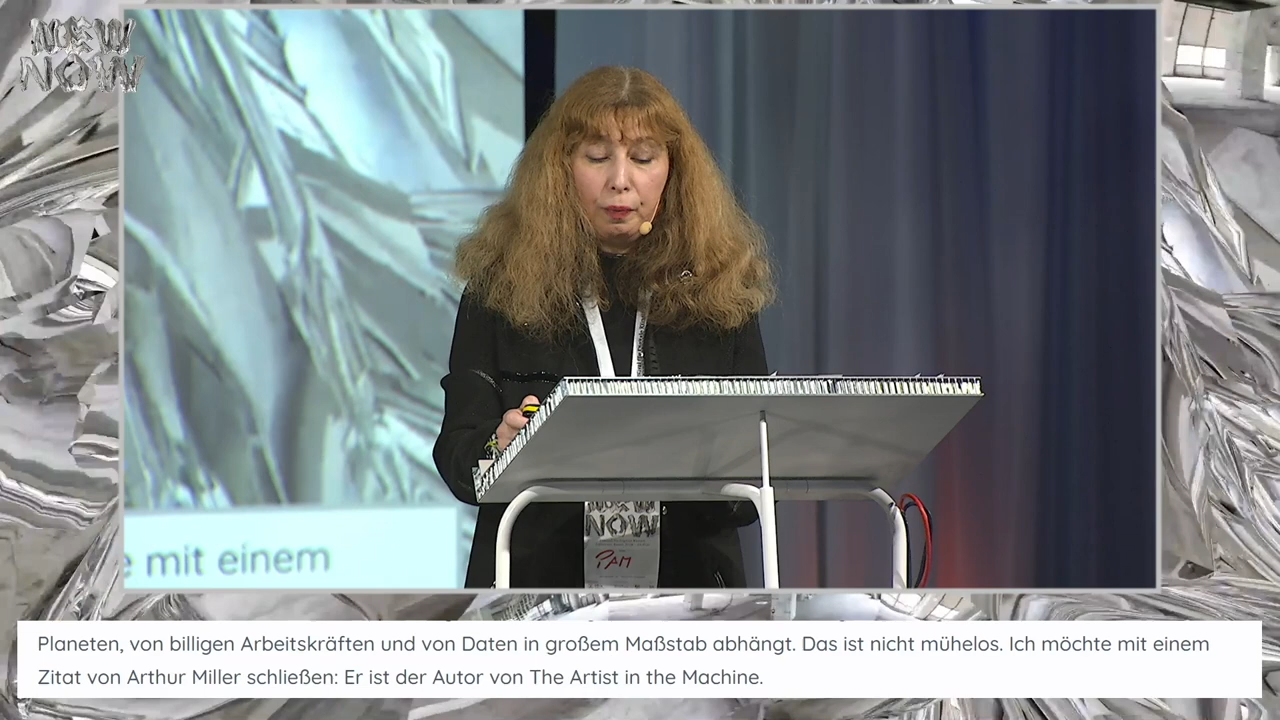 NEW
NOW
e mit einem
NEW
NOW
PAM
Planeten, von billigen Arbeitskräften und von Daten in großem Maßstab abhängt. Das ist nicht mühelos. Ich möchte mit einem
Zitat von Arthur Miller schließen: Er ist der Autor von The Artist in the Machine.